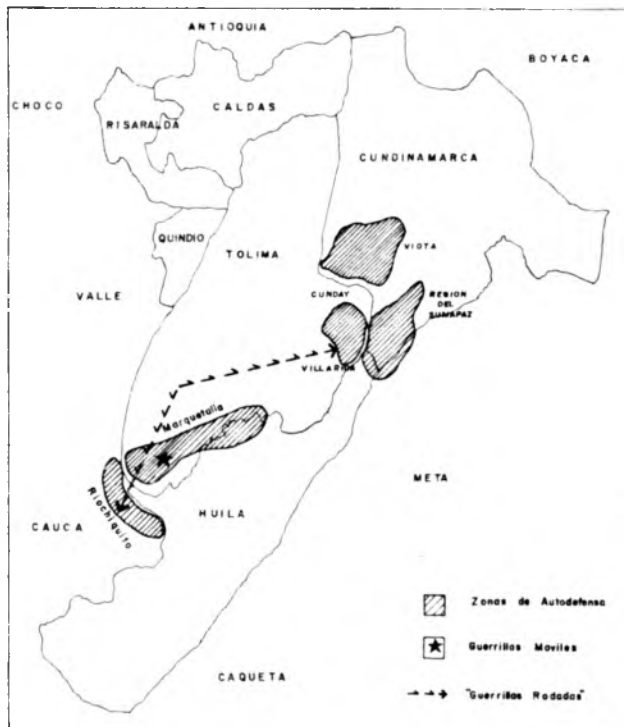 ANTIOQUIA
BOYACA
CHOCO
CALDAS
RISARALDA
CUNDINAMARCA
QUINDIO
VIOTA
TOLIMA
VALLE
CUNDAY
REGION
DEL
SUMAPAZ
VILLARICA
Marquetalia
META
Riochiquito
HUILA
CAUCA
Zonas de Autodefensa
Guerrillas Moviles
CAQUETA
"Guerrillas Rodadas"